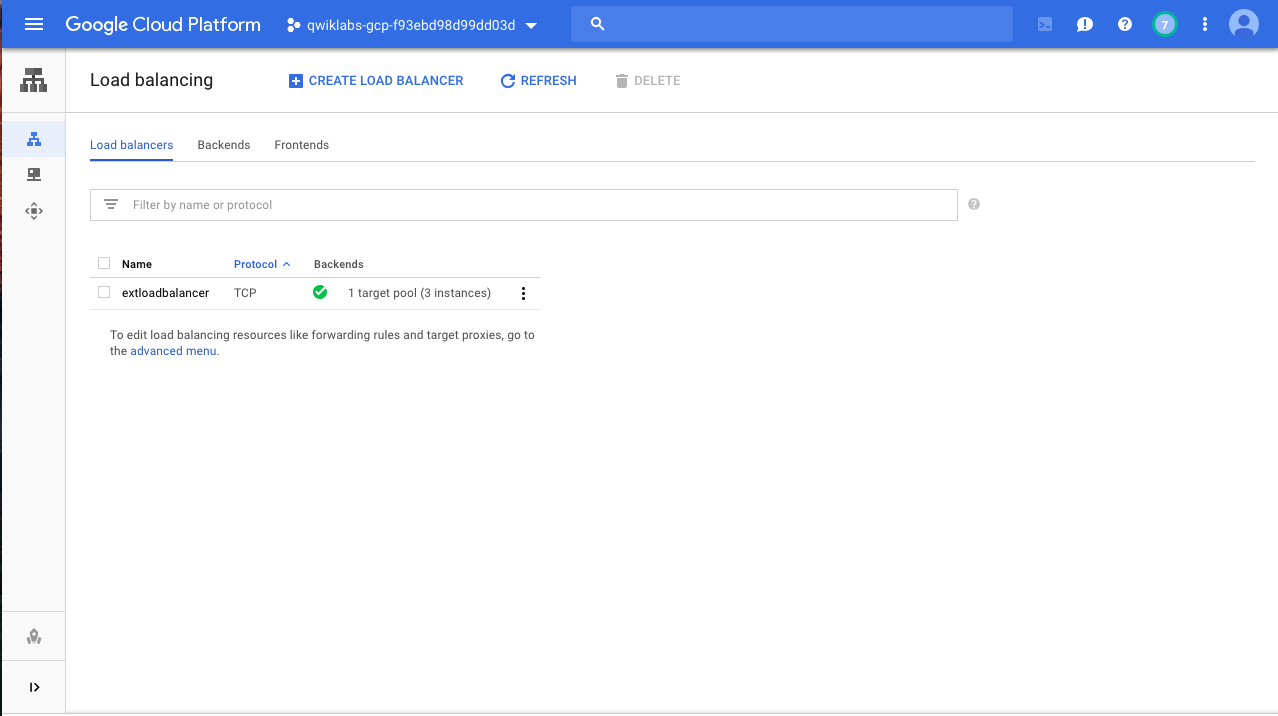 Google Cloud Platform
qwiklabs-gcp-f93ebd98d99dd03d
7
Load balancing
CREATE LOAD BALANCER
REFRESH
DELETE
Load balancers
Backends
Frontends
Filter by name or protocol
Name
Protocol
Backends
extloadbalancer
TCP
1 target pool (3 instances)
To edit load balancing resources like forwarding rules and target proxies, go to
the advanced menu.